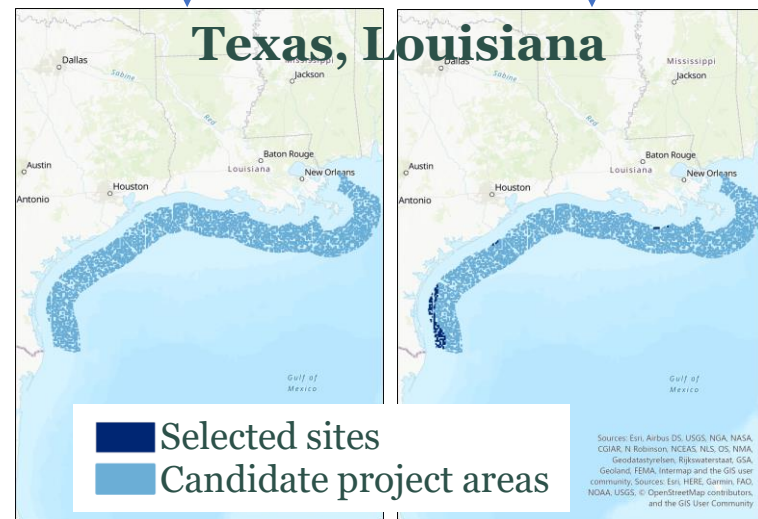 Texas, Louisiana
Dallas
Sabine
Mississippi
Jackson
Red
Austin
Baton Rouge
Louisiana
New Orleans
Houston
Antonio
Gulf of
Mexico
Dallas
Sabine
Mississippi
Jackson
Red
Austin
Baton Rouge
Louisiana
New Orleans
Houston
Antonio
Gulf of
Mexico
Selected sites
Candidate project areas
Sources: Esri, Airbus DS, USGS, NGA, NASA,
CGIAR, N Robinson, NCEAS, NLS, OS, NMA,
Geodatastyrelsen, Rijkswaterstaat, GSA,
Geoland, FEMA, Intermap and the GIS user
community, Sources: Esri, HERE, Garmin, FAO,
NOAA, USGS, © OpenStreetMap contributors,
and the GIS User Community